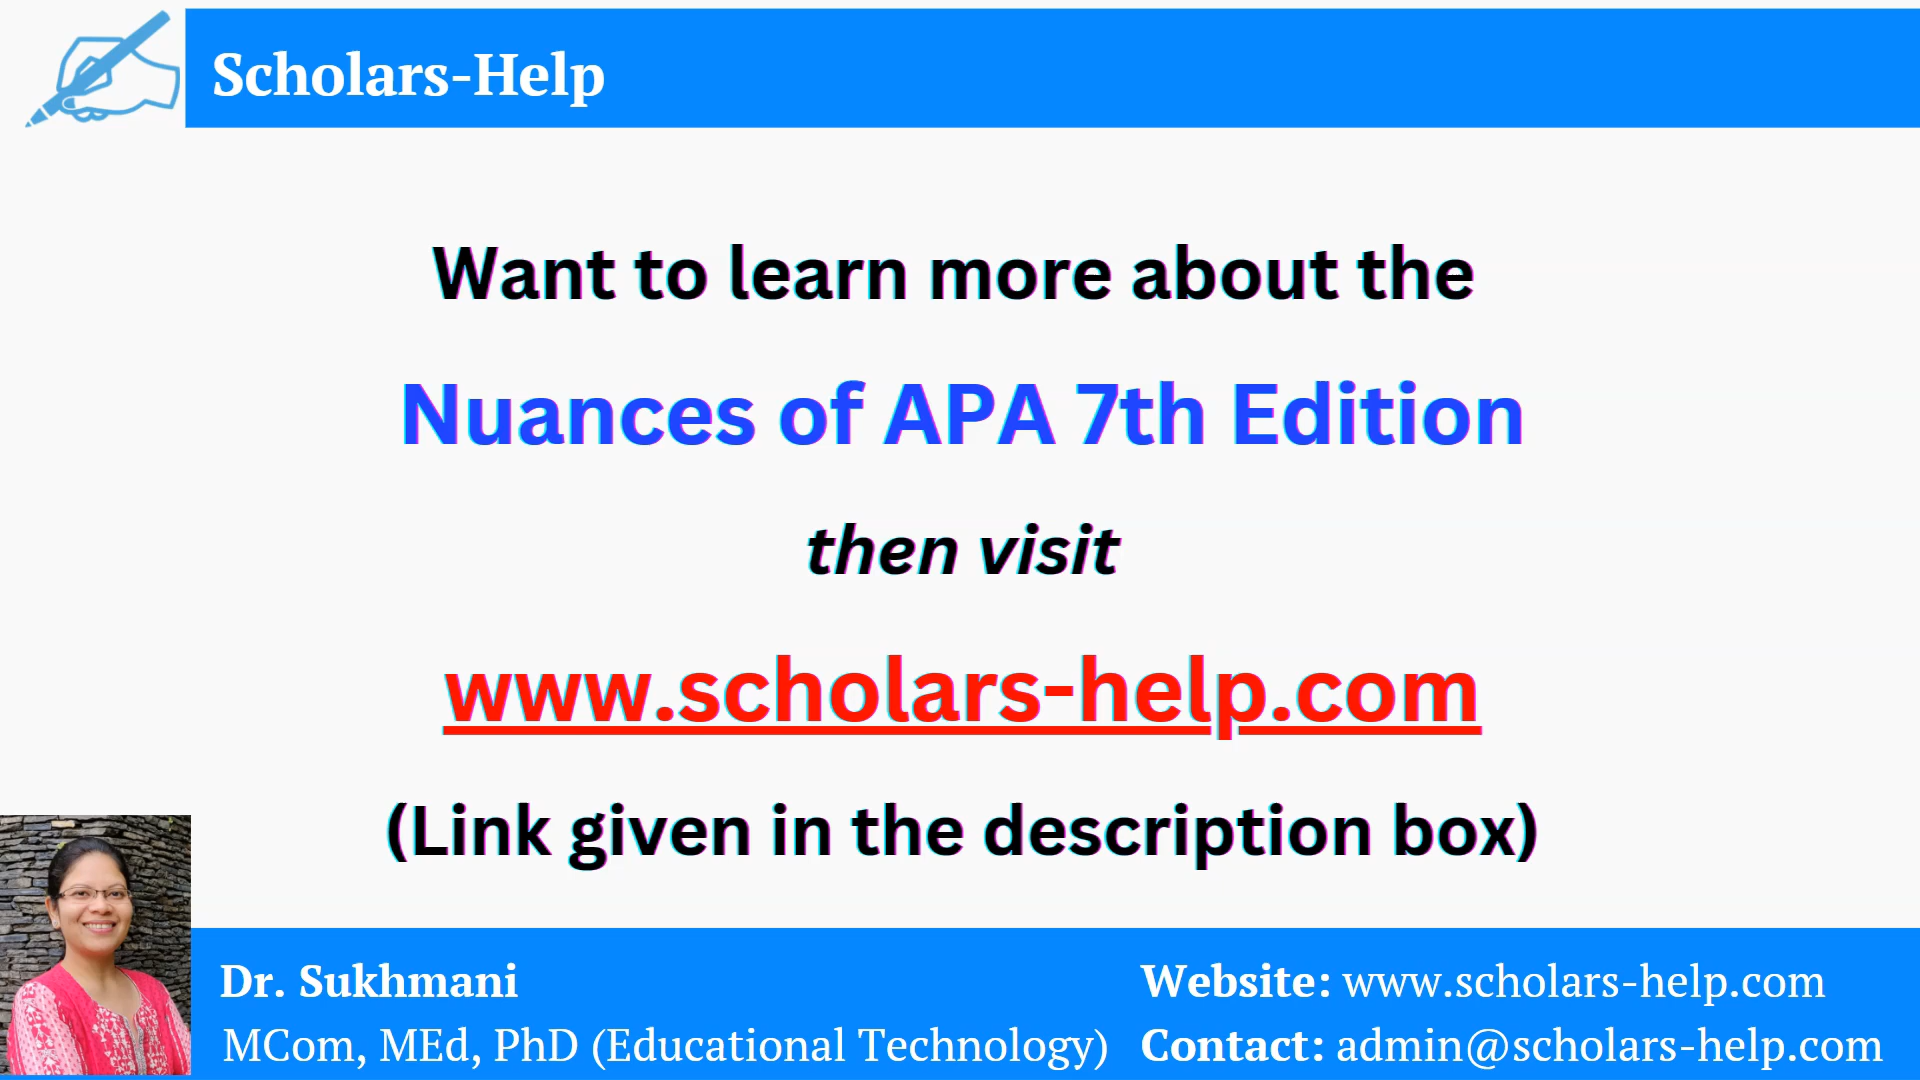 Scholars-Help
Want to learn more about the
Nuances of APA 7th Edition
then visit
www.scholars-help.com
(Link given in the description box)
Dr. Sukhmani
MCom, MEd, PhD (Educational Technology)
Website: www.scholars-help.com
Contact: admin@scholars-help.com